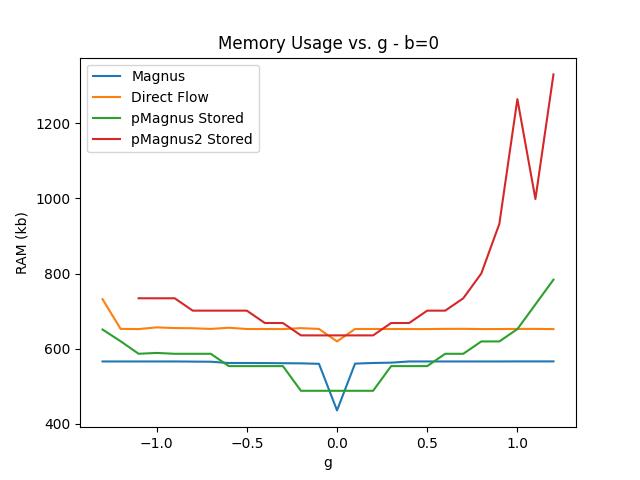 Memory Usage vs. g - b=0
Magnus
Direct Flow
pMagnus Stored
pMagnus2 Stored
RAM (kb)
1200
1000
800
600
400
−1.0 −0.5 0.0 0.5 1.0
g